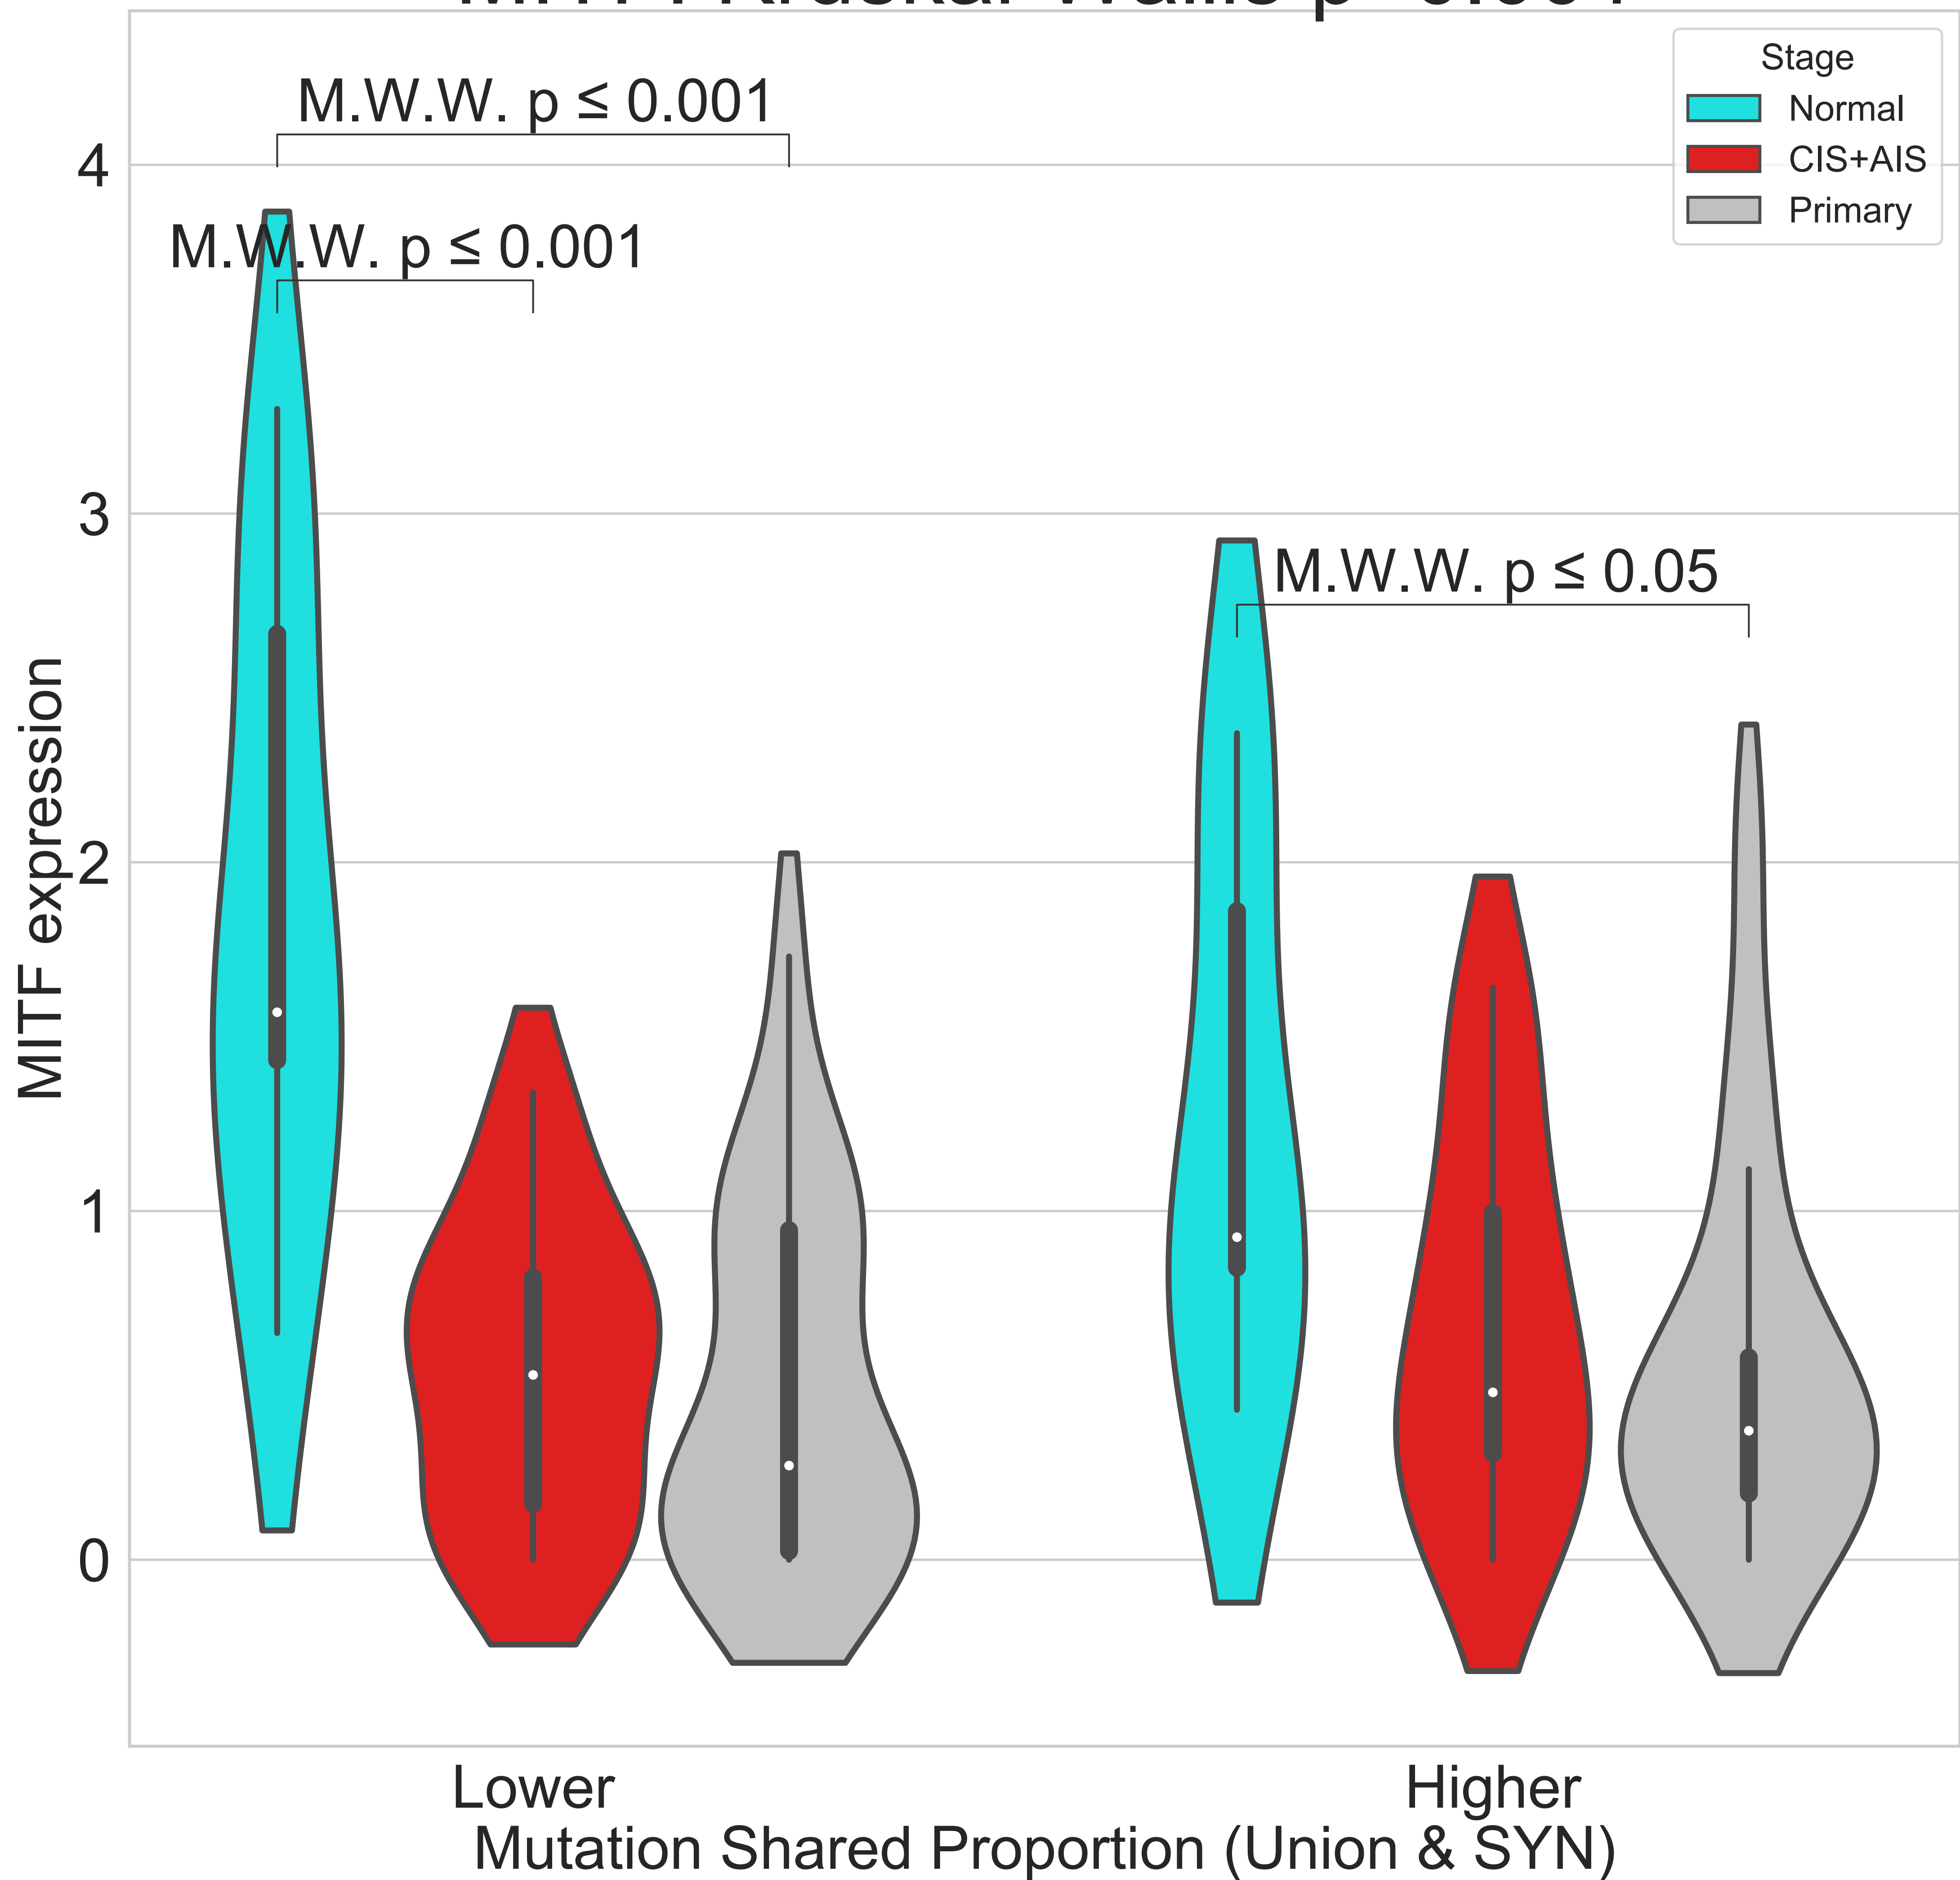 Stage
Normal
CIS+AIS
Primary
M.W.W. p ≤ 0.001
M.W.W. p ≤ 0.001
M.W.W. p ≤ 0.05
4
3
2
1
0
MITF expression
Lower
Higher
Mutation Shared Proportion (Union & SYN)